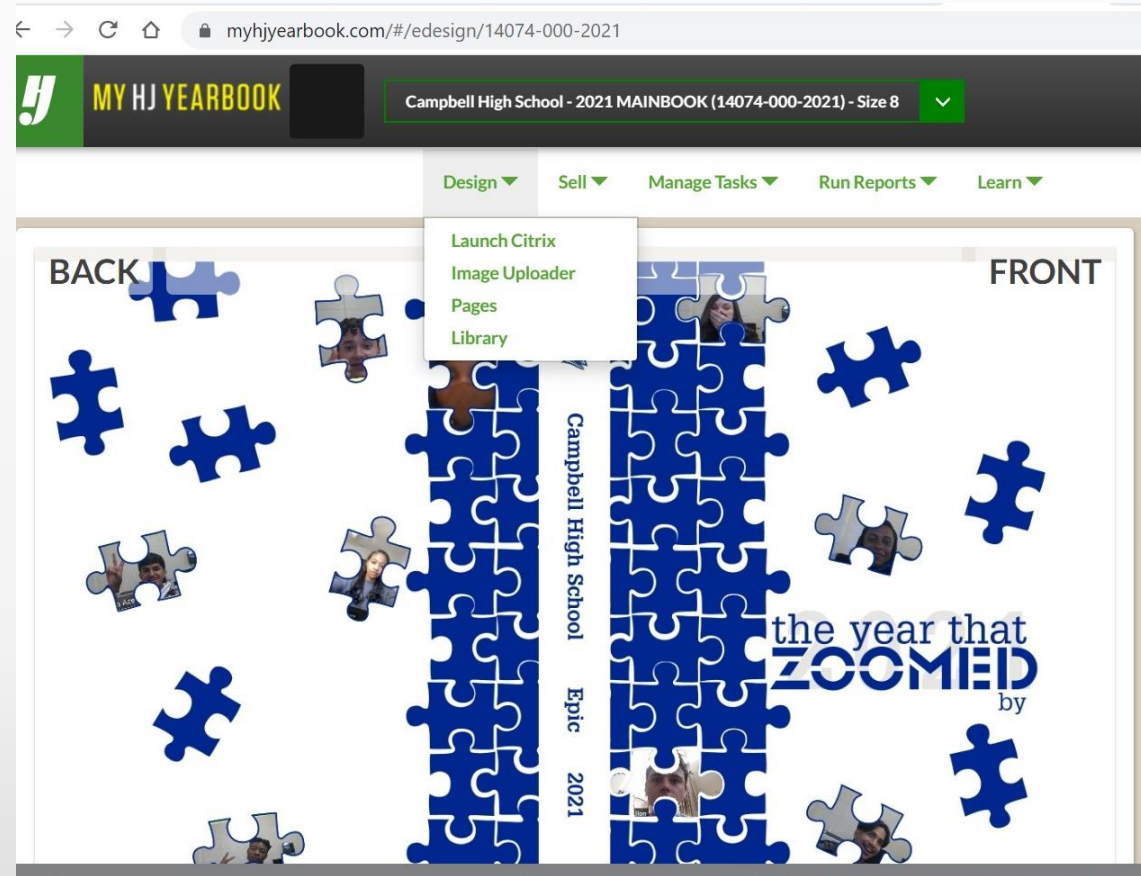 myhjyearbook.com/#/edesign/14074-000-2021
HJ
MY HJ YEARBOOK
Campbell High School - 2021 MAINBOOK (14074-000-2021) - Size 8
Design Sell Manage Tasks Run Reports Learn
Launch Citrix
Image Uploader
Pages
Library
BACK
FRONT
Campbell High School Epic 2021
2021
the year that
ZOOMED
by